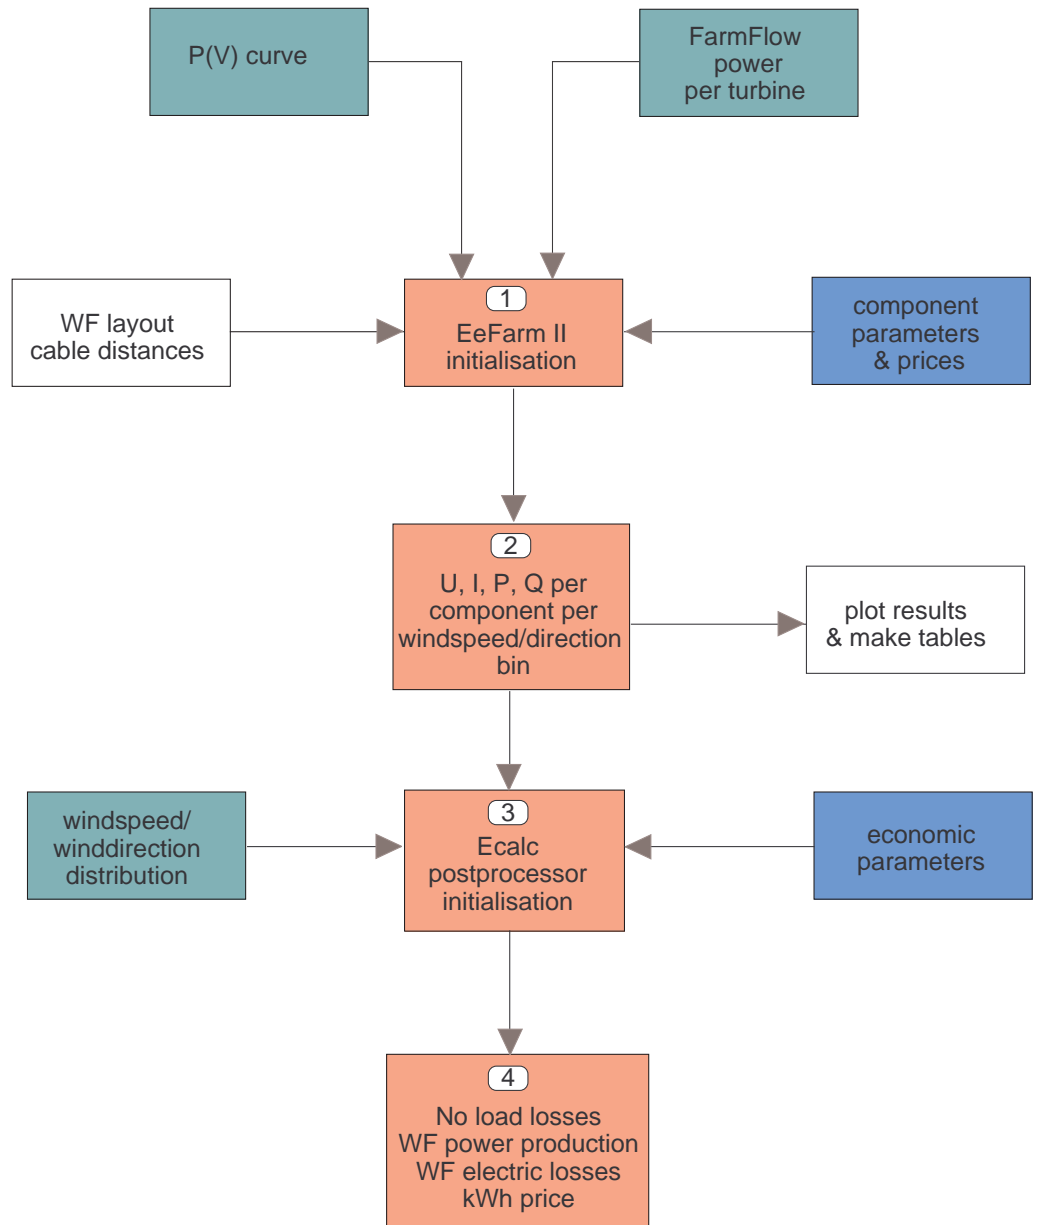 P(V) curve
FarmFlow
power
per turbine
WF layout
cable distances
1
EeFarm II
initialisation
component
parameters
& prices
2
U, I, P, Q per
component per
windspeed/direction
bin
plot results
& make tables
windspeed/
winddirection
distribution
3
Ecalc
postprocessor
initialisation
economic
parameters
4
No load losses
WF power production
WF electric losses
kWh price